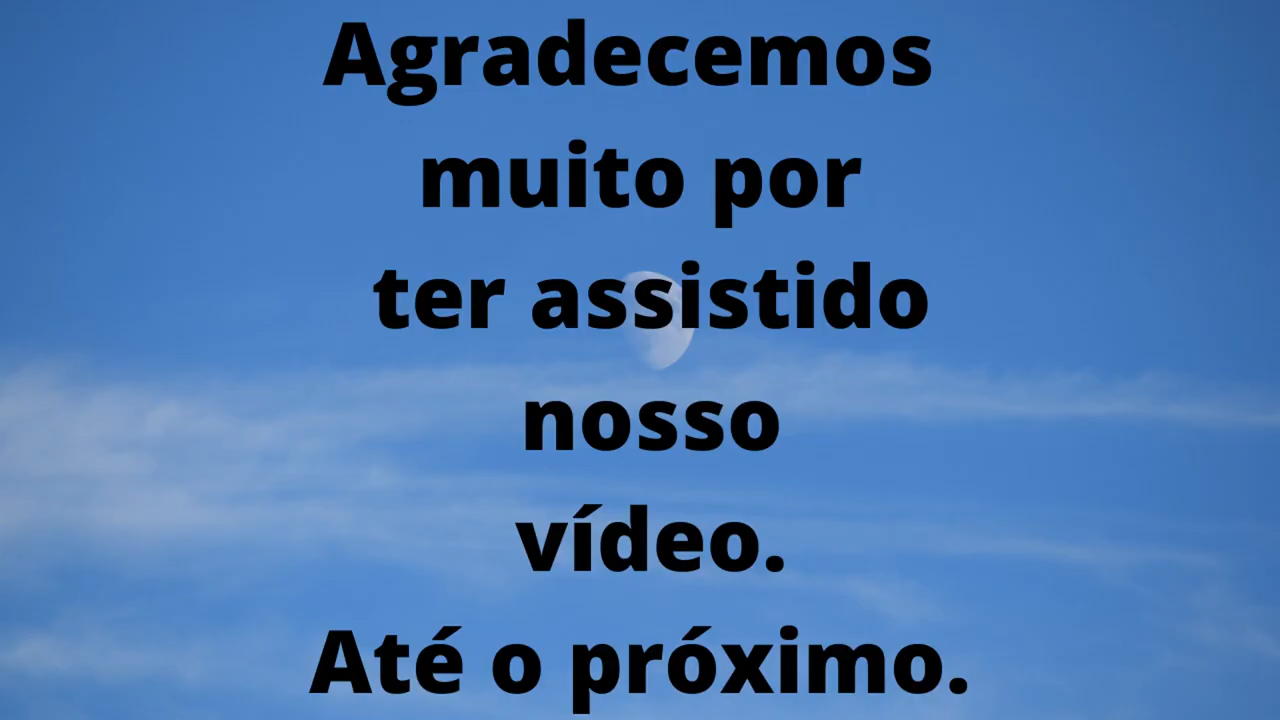 Agradecemos
muito por
ter assistido
nosso
vídeo.
Até o próximo.